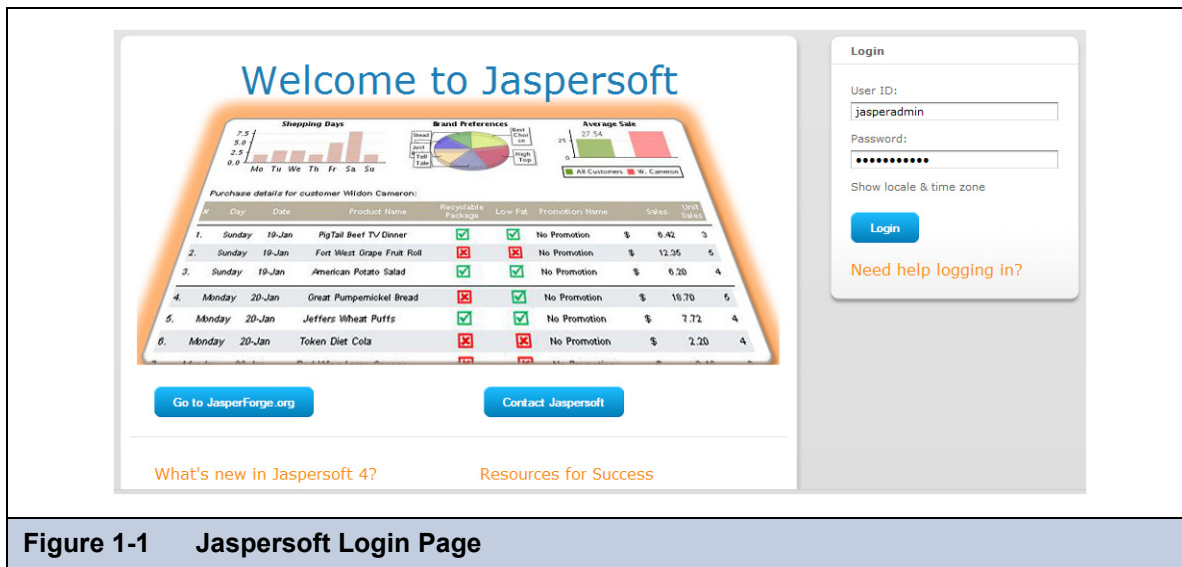 Welcome to Jaspersoft
Shopping Days
7.5
5.0
2.5
0.0
Mo Tu We Th Fr Sa Su
Brand Preferences
Best Choice
High Top
Tell Tale
Average Sale
27.54
25
0
All Customers W. Cameron
Purchase details for customer Wildon Cameron:
# Day Date Product Name Recyclable Package Low Fat Promotion Name Sales Unit Sales
1. Sunday 19-Jan PigTail Beef TV Dinner No Promotion $ 6.42 3
2. Sunday 19-Jan Fort West Grape Fruit Roll No Promotion $ 12.35 5
3. Sunday 19-Jan American Potato Salad No Promotion $ 6.20 4
4. Monday 20-Jan Great Pumpernickel Bread No Promotion $ 18.70 5
5. Monday 20-Jan Jeffers Wheat Puffs No Promotion $ 7.72 4
6. Monday 20-Jan Token Diet Cola No Promotion $ 2.20 4
Go to JasperForge.org
Contact Jaspersoft
What's new in Jaspersoft 4?
Resources for Success
Login
User ID:
jasperadmin
Password:
Show locale & time zone
Login
Need help logging in?
Figure 1-1 Jaspersoft Login Page